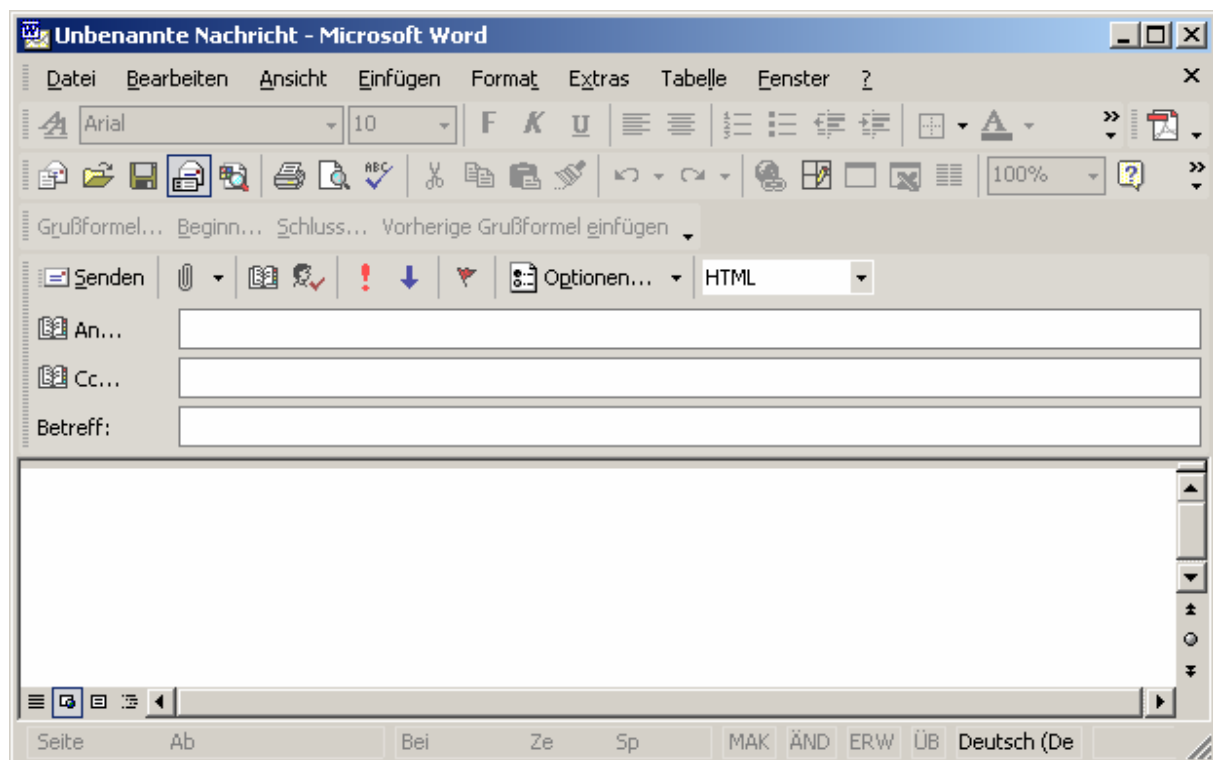 Unbenannte Nachricht - Microsoft Word
Datei Bearbeiten Ansicht Einfügen Format Extras Tabelle Fenster ?
Arial 10 F K U
ABC 100%
Grußformel... Beginn... Schluss... Vorherige Grußformel einfügen
Senden Optionen... HTML
An...
Cc...
Betreff:
Seite Ab Bei Ze Sp MAK ÄND ERW ÜB Deutsch (De